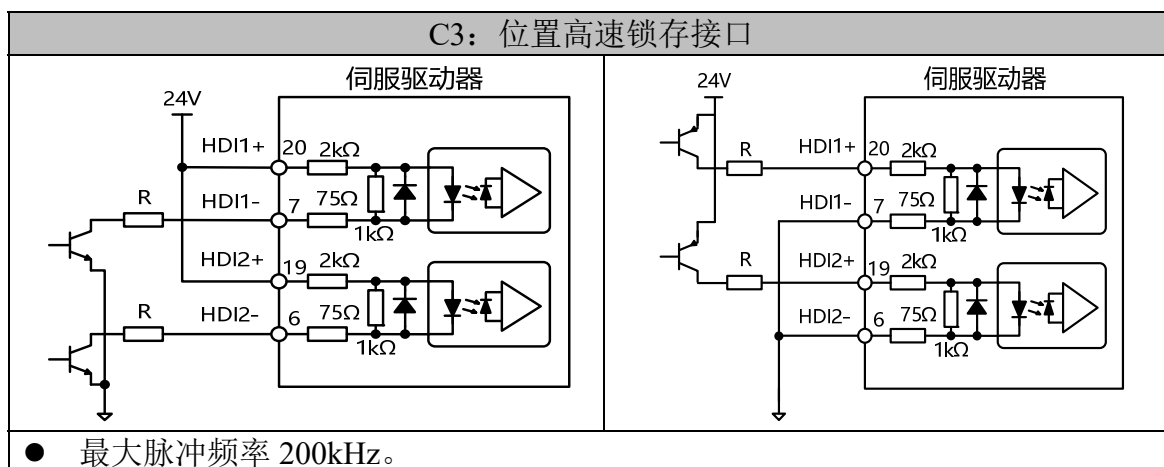 C3：位置高速锁存接口
伺服驱动器
24V
HDI1+ 20 2kΩ
R HDI1- 7 75Ω
1kΩ
HDI2+ 19 2kΩ
R HDI2- 6 75Ω
1kΩ
伺服驱动器
24V
R HDI1+ 20 2kΩ
HDI1- 7 75Ω
1kΩ
R HDI2+ 19 2kΩ
HDI2- 6 75Ω
1kΩ
● 最大脉冲频率 200kHz。